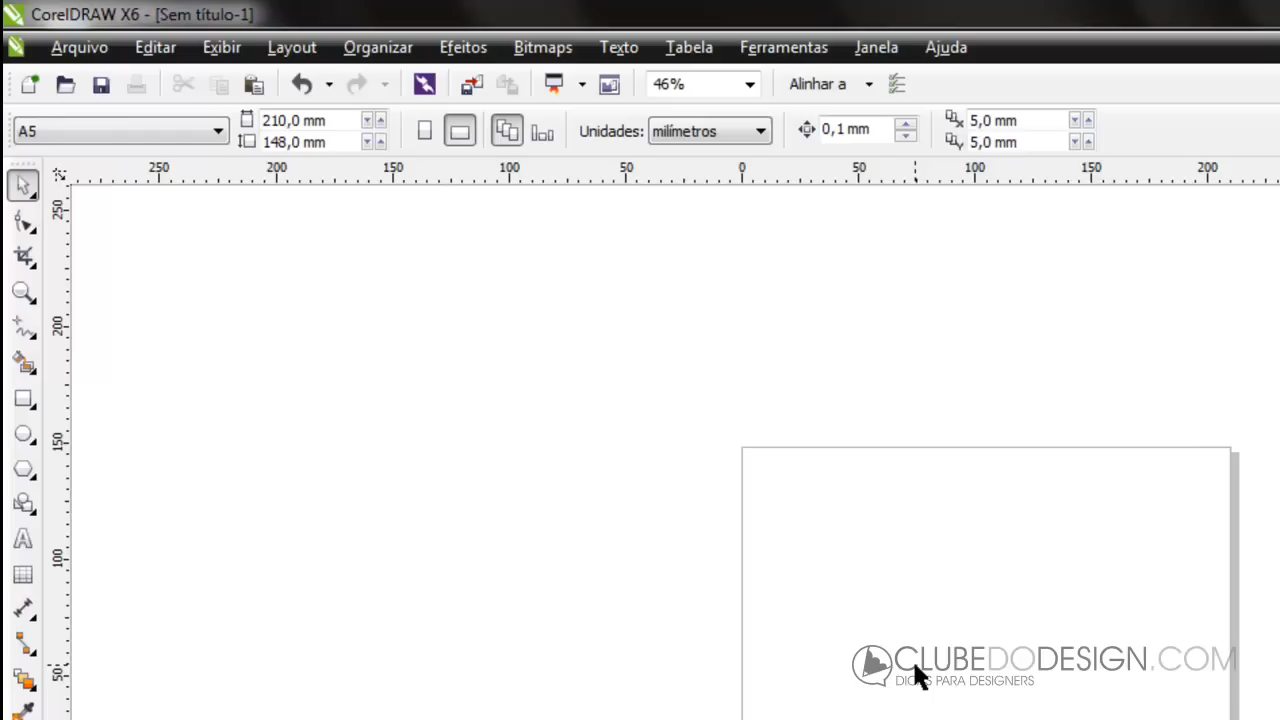 CorelDRAW X6 - [Sem título-1]
Arquivo Editar Exibir Layout Organizar Efeitos Bitmaps Texto Tabela Ferramentas Janela Ajuda
46% Alinhar a
A5 210,0 mm 148,0 mm Unidades: milímetros 0,1 mm 5,0 mm 5,0 mm
250 200 150 100 50 0 50 100 150 200
250
200
150
100
50
CLUBEDODESIGN.COM
DICAS PARA DESIGNERS